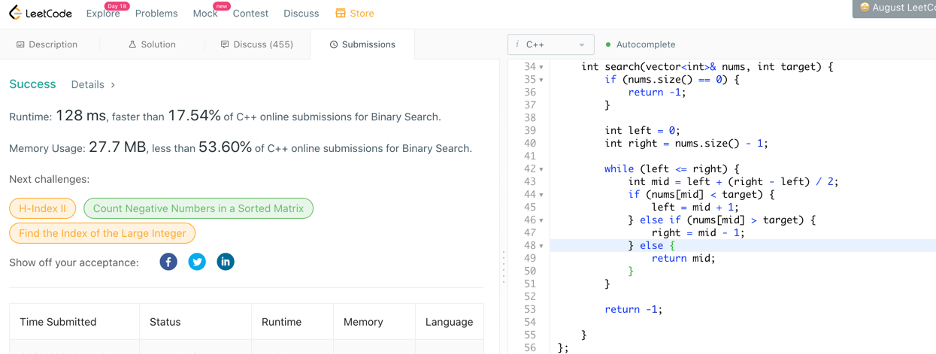 LeetCode Explore Day 18 Problems Mock new Contest Discuss Store August LeetCo
Description Solution Discuss (455) Submissions
i C++ Autocomplete
Success Details >
Runtime: 128 ms, faster than 17.54% of C++ online submissions for Binary Search.
Memory Usage: 27.7 MB, less than 53.60% of C++ online submissions for Binary Search.
Next challenges:
H-Index II Count Negative Numbers in a Sorted Matrix
Find the Index of the Large Integer
Show off your acceptance:
Time Submitted Status Runtime Memory Language
34 int search(vector<int>& nums, int target) {
35 if (nums.size() == 0) {
36 return -1;
37 }
38
39 int left = 0;
40 int right = nums.size() - 1;
41
42 while (left <= right) {
43 int mid = left + (right - left) / 2;
44 if (nums[mid] < target) {
45 left = mid + 1;
46 } else if (nums[mid] > target) {
47 right = mid - 1;
48 } else {
49 return mid;
50 }
51 }
52
53 return -1;
54
55 }
56 };